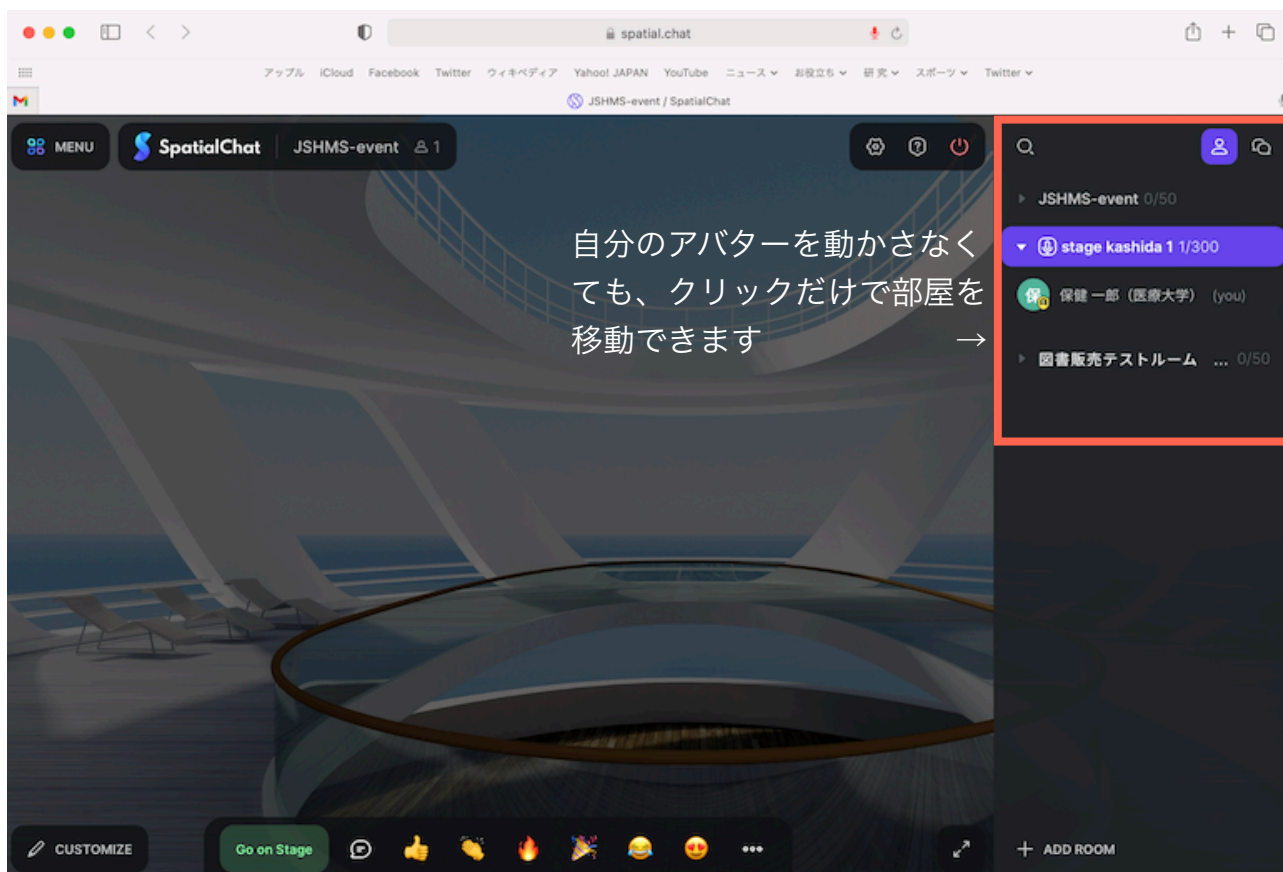 spatial.chat
アップル iCloud Facebook Twitter ウィキペディア Yahoo! JAPAN YouTube ニュース お役立ち 研究 スポーツ Twitter
JSHMS-event / SpatialChat
MENU SpatialChat JSHMS-event 1
JSHMS-event 0/50
stage kashida 1 1/300
保 保健 一郎（医療大学） (you)
図書販売テストルーム ... 0/50
自分のアバターを動かさなく
ても、クリックだけで部屋を
移動できます →
CUSTOMIZE Go on Stage ADD ROOM